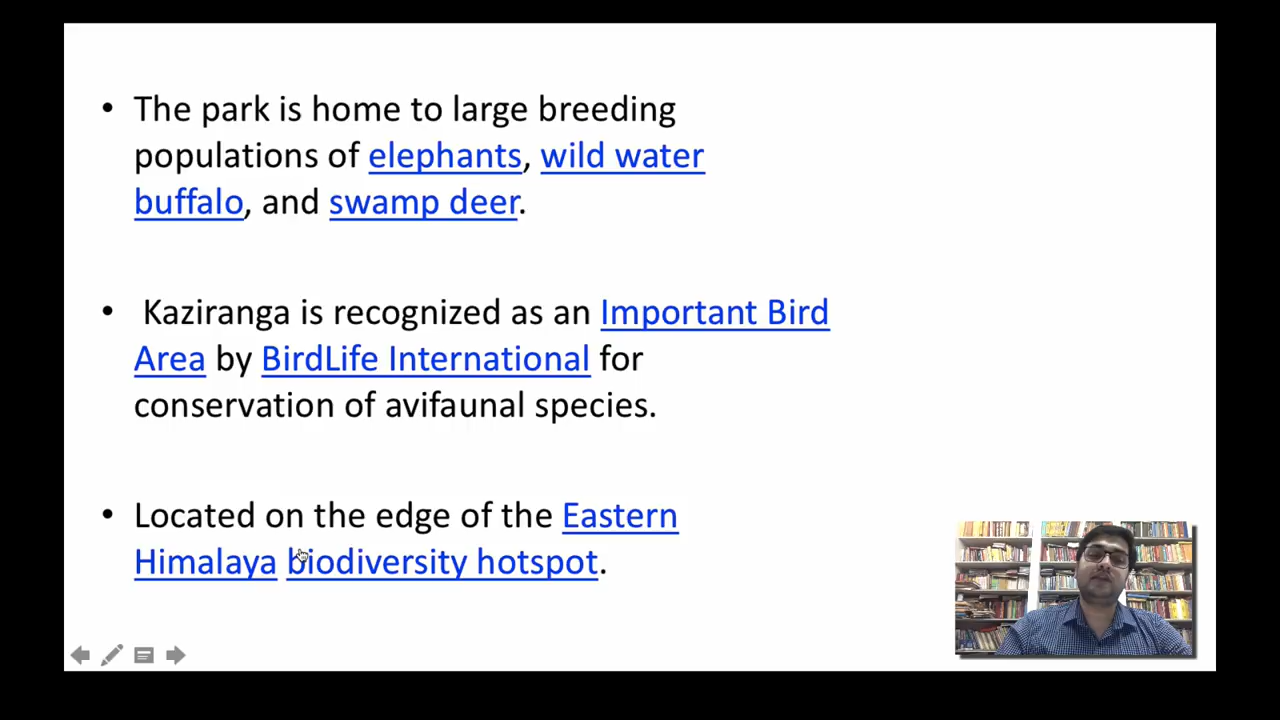 • The park is home to large breeding
populations of elephants, wild water
buffalo, and swamp deer.
• Kaziranga is recognized as an Important Bird
Area by BirdLife International for
conservation of avifaunal species.
• Located on the edge of the Eastern
Himalaya biodiversity hotspot.